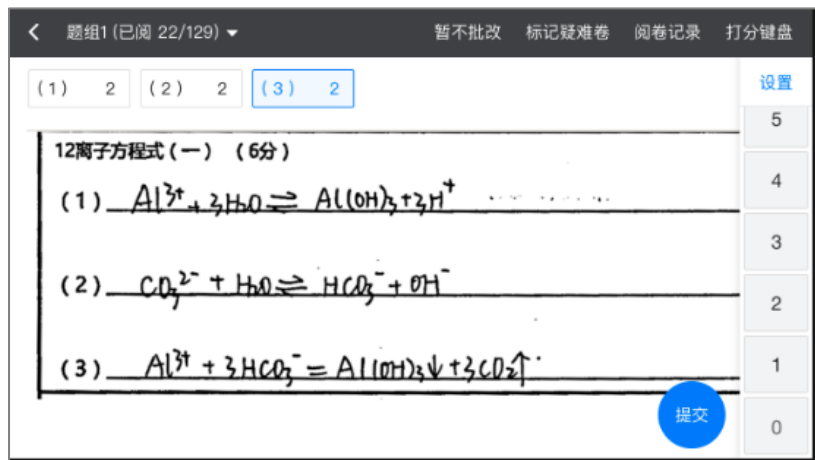 < 题组1 (已阅 22/129) ▾ 暂不批改 标记疑难卷 阅卷记录 打分键盘
(1) 2 (2) 2 (3) 2 设置
5
12离子方程式(一) (6分)
(1) Al³⁺+3H₂O⇌Al(OH)₃+3H⁺
4
3
(2) CO₃²⁻+H₂O⇌HCO₃⁻+OH⁻
2
(3) Al³⁺+3HCO₃⁻=Al(OH)₃↓+3CO₂↑
1
提交
0